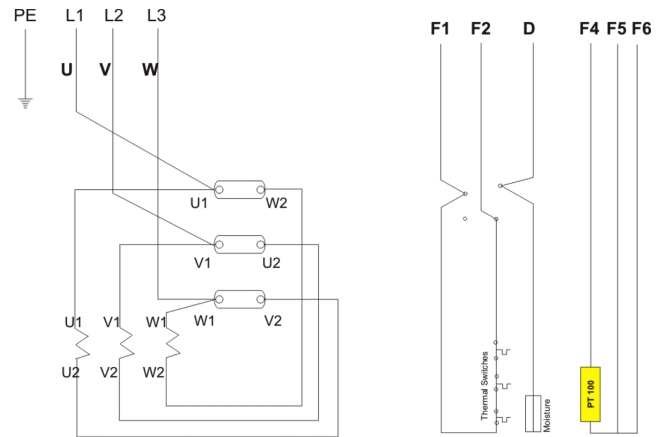 PE L1 L2 L3
U V W
U1 W2
V1 U2
W1 V2
U1 V1 W1
U2 V2 W2
F1 F2 D F4 F5 F6
Thermal Switches
Moisture
PT 100